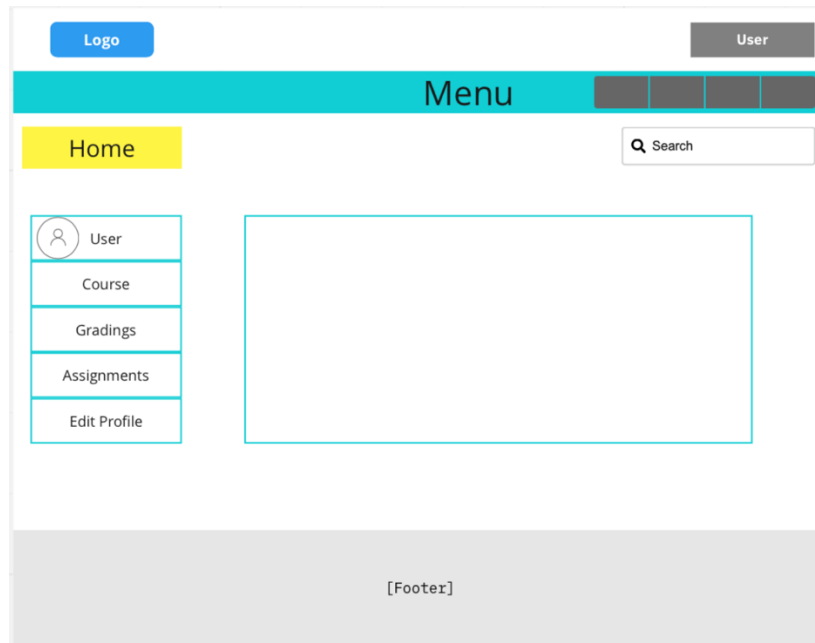 Logo
User
Menu
Home
Search
User
Course
Gradings
Assignments
Edit Profile
[Footer]